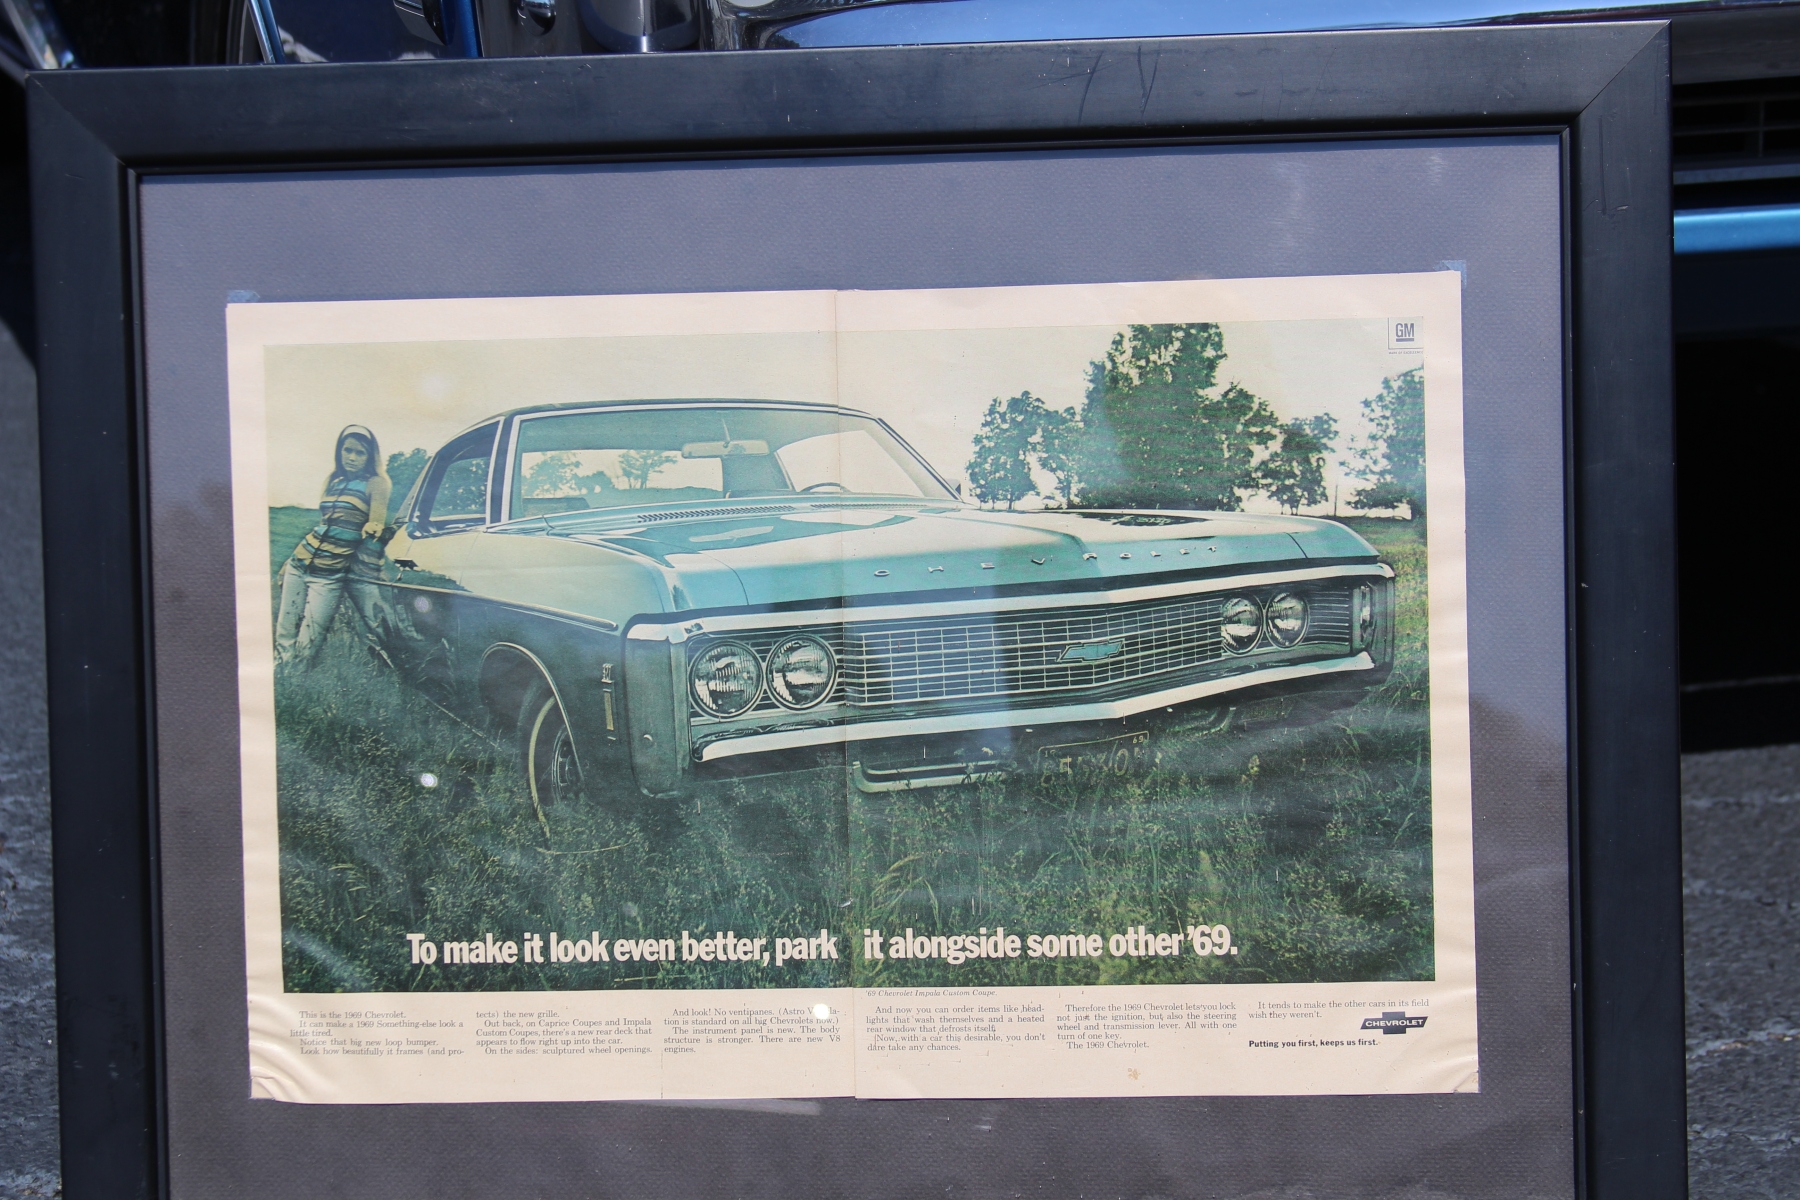 GM
CHEVROLET
69
To make it look even better, park it alongside some other '69.
'69 Chevrolet Impala Custom Coupe.
This is the 1969 Chevrolet.
It can make a 1969 Something-else look a
little tired.
Notice that big new loop bumper.
Look how beautifully it frames (and pro-
tects) the new grille.
Out back, on Caprice Coupes and Impala
Custom Coupes, there's a new rear deck that
appears to flow right up into the car.
On the sides: sculptured wheel openings.
And look! No ventipanes. (Astro Ventila-
tion is standard on all big Chevrolets now.)
The instrument panel is new. The body
structure is stronger. There are new V8
engines.
And now you can order items like head-
lights that wash themselves and a heated
rear window that defrosts itself.
Now, with a car this desirable, you don't
dare take any chances.
Therefore the 1969 Chevrolet lets you lock
not just the ignition, but also the steering
wheel and transmission lever. All with one
turn of one key.
The 1969 Chevrolet.
It tends to make the other cars in its field
wish they weren't.
CHEVROLET
Putting you first, keeps us first.